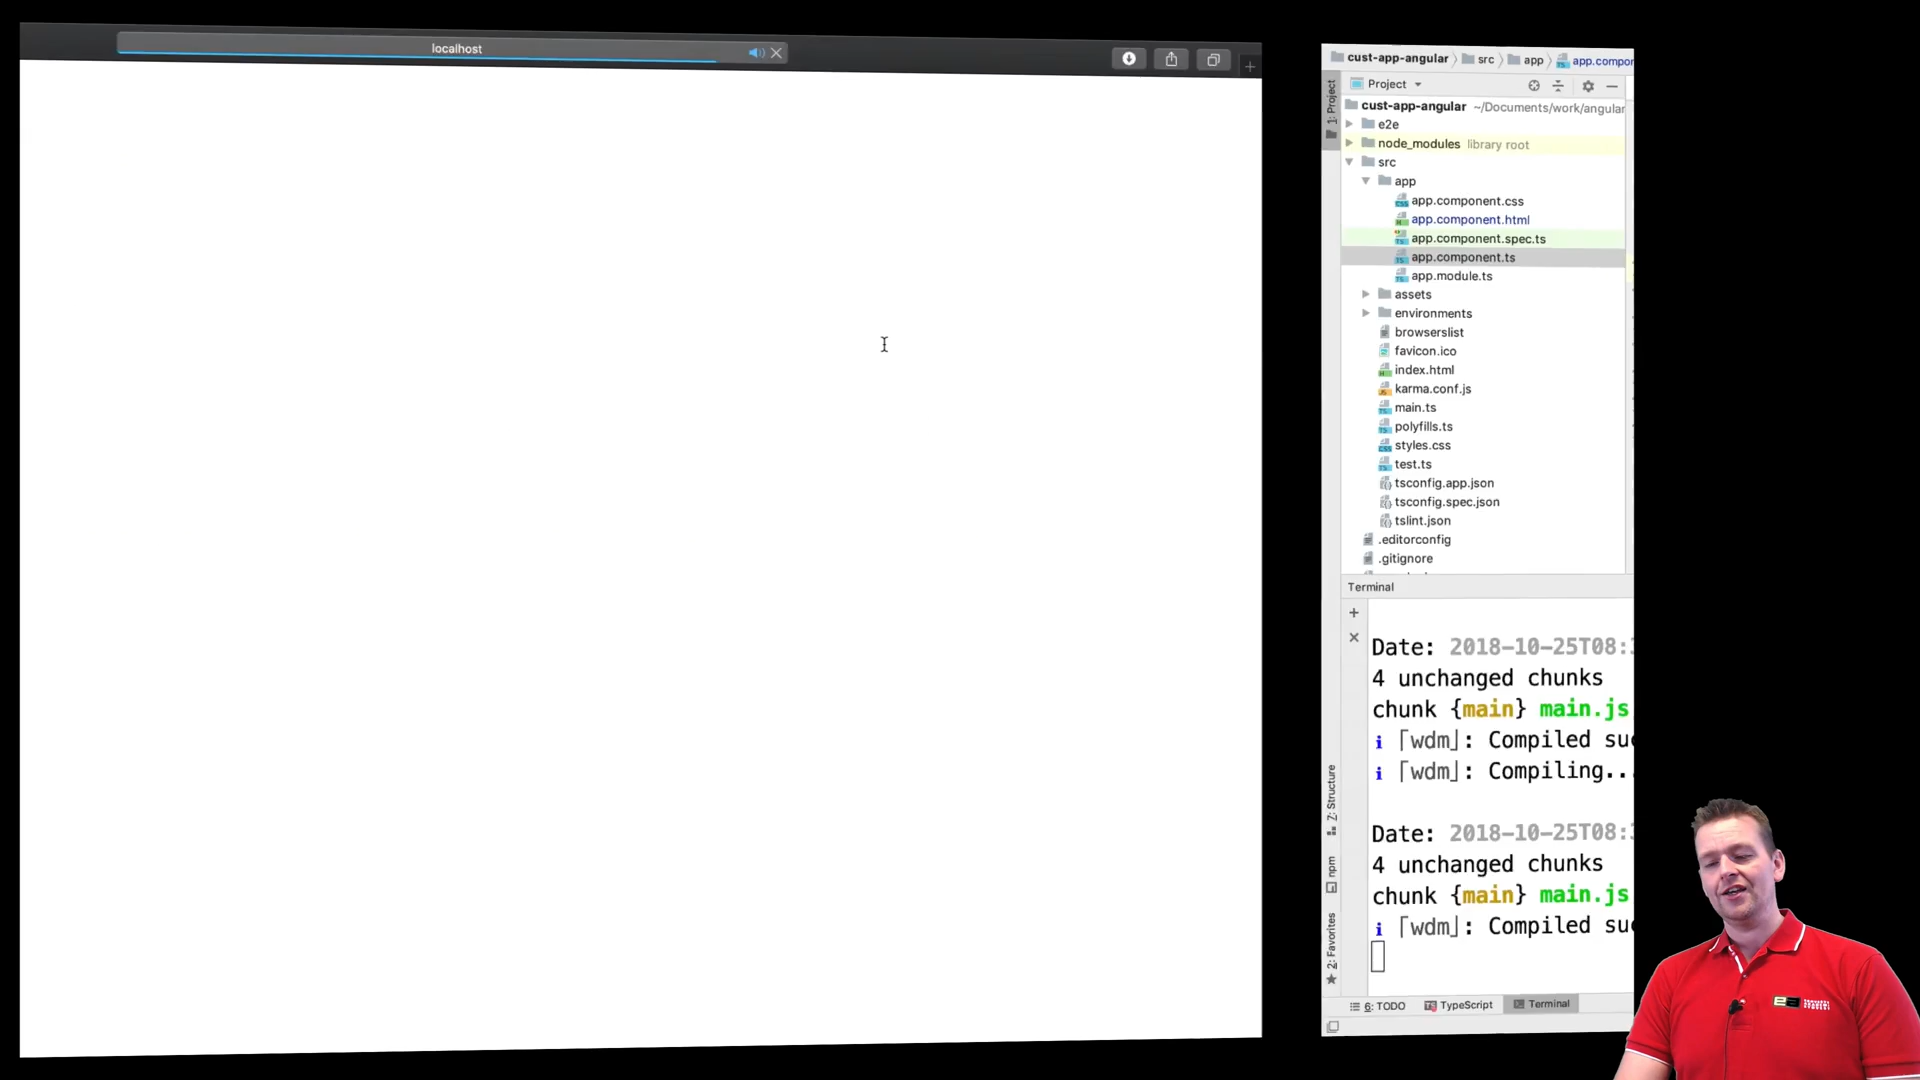 localhost
cust-app-angular src app app.compo
1: Project
Project
cust-app-angular ~/Documents/work/angular
e2e
node_modules library root
src
app
app.component.css
app.component.html
app.component.spec.ts
app.component.ts
app.module.ts
assets
environments
browserslist
favicon.ico
index.html
karma.conf.js
main.ts
polyfills.ts
styles.css
test.ts
tsconfig.app.json
tsconfig.spec.json
tslint.json
.editorconfig
.gitignore
Terminal
Date: 2018-10-25T08:
4 unchanged chunks
chunk {main} main.js
i ⌈wdm⌋: Compiled suc
i ⌈wdm⌋: Compiling...
Date: 2018-10-25T08:
4 unchanged chunks
chunk {main} main.js
i ⌈wdm⌋: Compiled suc
7: Structure
npm
2: Favorites
6: TODO TypeScript Terminal